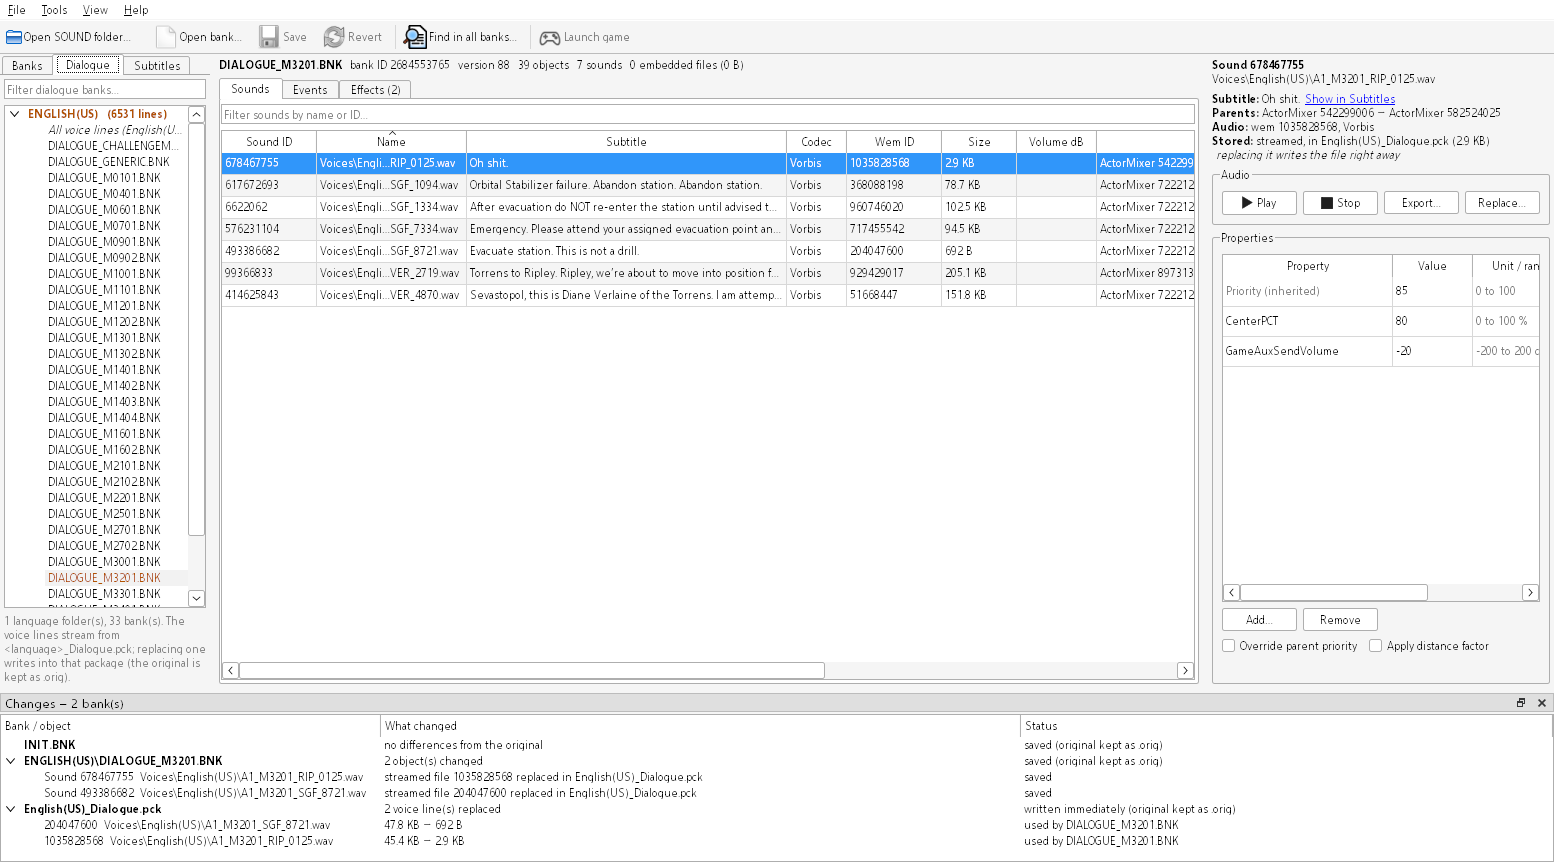 File Tools View Help
Open SOUND folder... Open bank... Save Revert Find in all banks... Launch game
Banks Dialogue Subtitles
Filter dialogue banks...
ENGLISH(US) (6531 lines)
All voice lines (English(U...
DIALOGUE_CHALLENGEM...
DIALOGUE_GENERIC.BNK
DIALOGUE_M0101.BNK
DIALOGUE_M0401.BNK
DIALOGUE_M0601.BNK
DIALOGUE_M0701.BNK
DIALOGUE_M0901.BNK
DIALOGUE_M0902.BNK
DIALOGUE_M1001.BNK
DIALOGUE_M1101.BNK
DIALOGUE_M1201.BNK
DIALOGUE_M1202.BNK
DIALOGUE_M1301.BNK
DIALOGUE_M1302.BNK
DIALOGUE_M1401.BNK
DIALOGUE_M1402.BNK
DIALOGUE_M1403.BNK
DIALOGUE_M1404.BNK
DIALOGUE_M1601.BNK
DIALOGUE_M1602.BNK
DIALOGUE_M2101.BNK
DIALOGUE_M2102.BNK
DIALOGUE_M2201.BNK
DIALOGUE_M2501.BNK
DIALOGUE_M2701.BNK
DIALOGUE_M2702.BNK
DIALOGUE_M3001.BNK
DIALOGUE_M3201.BNK
DIALOGUE_M3301.BNK
1 language folder(s), 33 bank(s). The
voice lines stream from
<language>_Dialogue.pck; replacing one
writes into that package (the original is
kept as .orig).
DIALOGUE_M3201.BNK bank ID 2684553765 version 88 39 objects 7 sounds 0 embedded files (0 B)
Sounds Events Effects (2)
Filter sounds by name or ID...
Sound ID Name Subtitle Codec Wem ID Size Volume dB
678467755 Voices\Engli...RIP_0125.wav Oh shit. Vorbis 1035828568 2.9 KB ActorMixer 542299
617672693 Voices\Engli...SGF_1094.wav Orbital Stabilizer failure. Abandon station. Abandon station. Vorbis 368088198 78.7 KB ActorMixer 722212
6622062 Voices\Engli...SGF_1334.wav After evacuation do NOT re-enter the station until advised t... Vorbis 960746020 102.5 KB ActorMixer 722212
576231104 Voices\Engli...SGF_7334.wav Emergency. Please attend your assigned evacuation point an... Vorbis 717455542 94.5 KB ActorMixer 722212
493386682 Voices\Engli...SGF_8721.wav Evacuate station. This is not a drill. Vorbis 204047600 692 B ActorMixer 722212
99366833 Voices\Engli...VER_2719.wav Torrens to Ripley. Ripley, we're about to move into position f... Vorbis 929429017 205.1 KB ActorMixer 897313
414625843 Voices\Engli...VER_4870.wav Sevastopol, this is Diane Verlaine of the Torrens. I am attemp... Vorbis 51668447 151.8 KB ActorMixer 722212
Sound 678467755
Voices\English(US)\A1_M3201_RIP_0125.wav
Subtitle: Oh shit. Show in Subtitles
Parents: ActorMixer 542299006 — ActorMixer 582524025
Audio: wem 1035828568, Vorbis
Stored: streamed, in English(US)_Dialogue.pck (2.9 KB)
replacing it writes the file right away
Audio
Play Stop Export... Replace...
Properties
Property Value Unit / ran
Priority (inherited) 85 0 to 100
CenterPCT 80 0 to 100 %
GameAuxSendVolume -20 -200 to 200 d
Add... Remove
Override parent priority Apply distance factor
Changes — 2 bank(s)
Bank / object What changed Status
INIT.BNK no differences from the original saved (original kept as .orig)
ENGLISH(US)\DIALOGUE_M3201.BNK 2 object(s) changed saved (original kept as .orig)
Sound 678467755 Voices\English(US)\A1_M3201_RIP_0125.wav streamed file 1035828568 replaced in English(US)_Dialogue.pck saved
Sound 493386682 Voices\English(US)\A1_M3201_SGF_8721.wav streamed file 204047600 replaced in English(US)_Dialogue.pck saved
English(US)_Dialogue.pck 2 voice line(s) replaced written immediately (original kept as .orig)
204047600 Voices\English(US)\A1_M3201_SGF_8721.wav 47.8 KB — 692 B used by DIALOGUE_M3201.BNK
1035828568 Voices\English(US)\A1_M3201_RIP_0125.wav 45.4 KB — 2.9 KB used by DIALOGUE_M3201.BNK